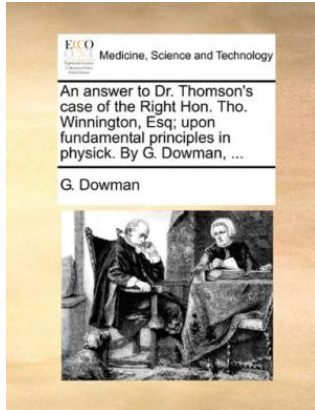 ECCO
Medicine, Science and Technology
An answer to Dr. Thomson's
case of the Right Hon. Tho.
Winnington, Esq; upon
fundamental principles in
physick. By G. Dowman, ...
G. Dowman